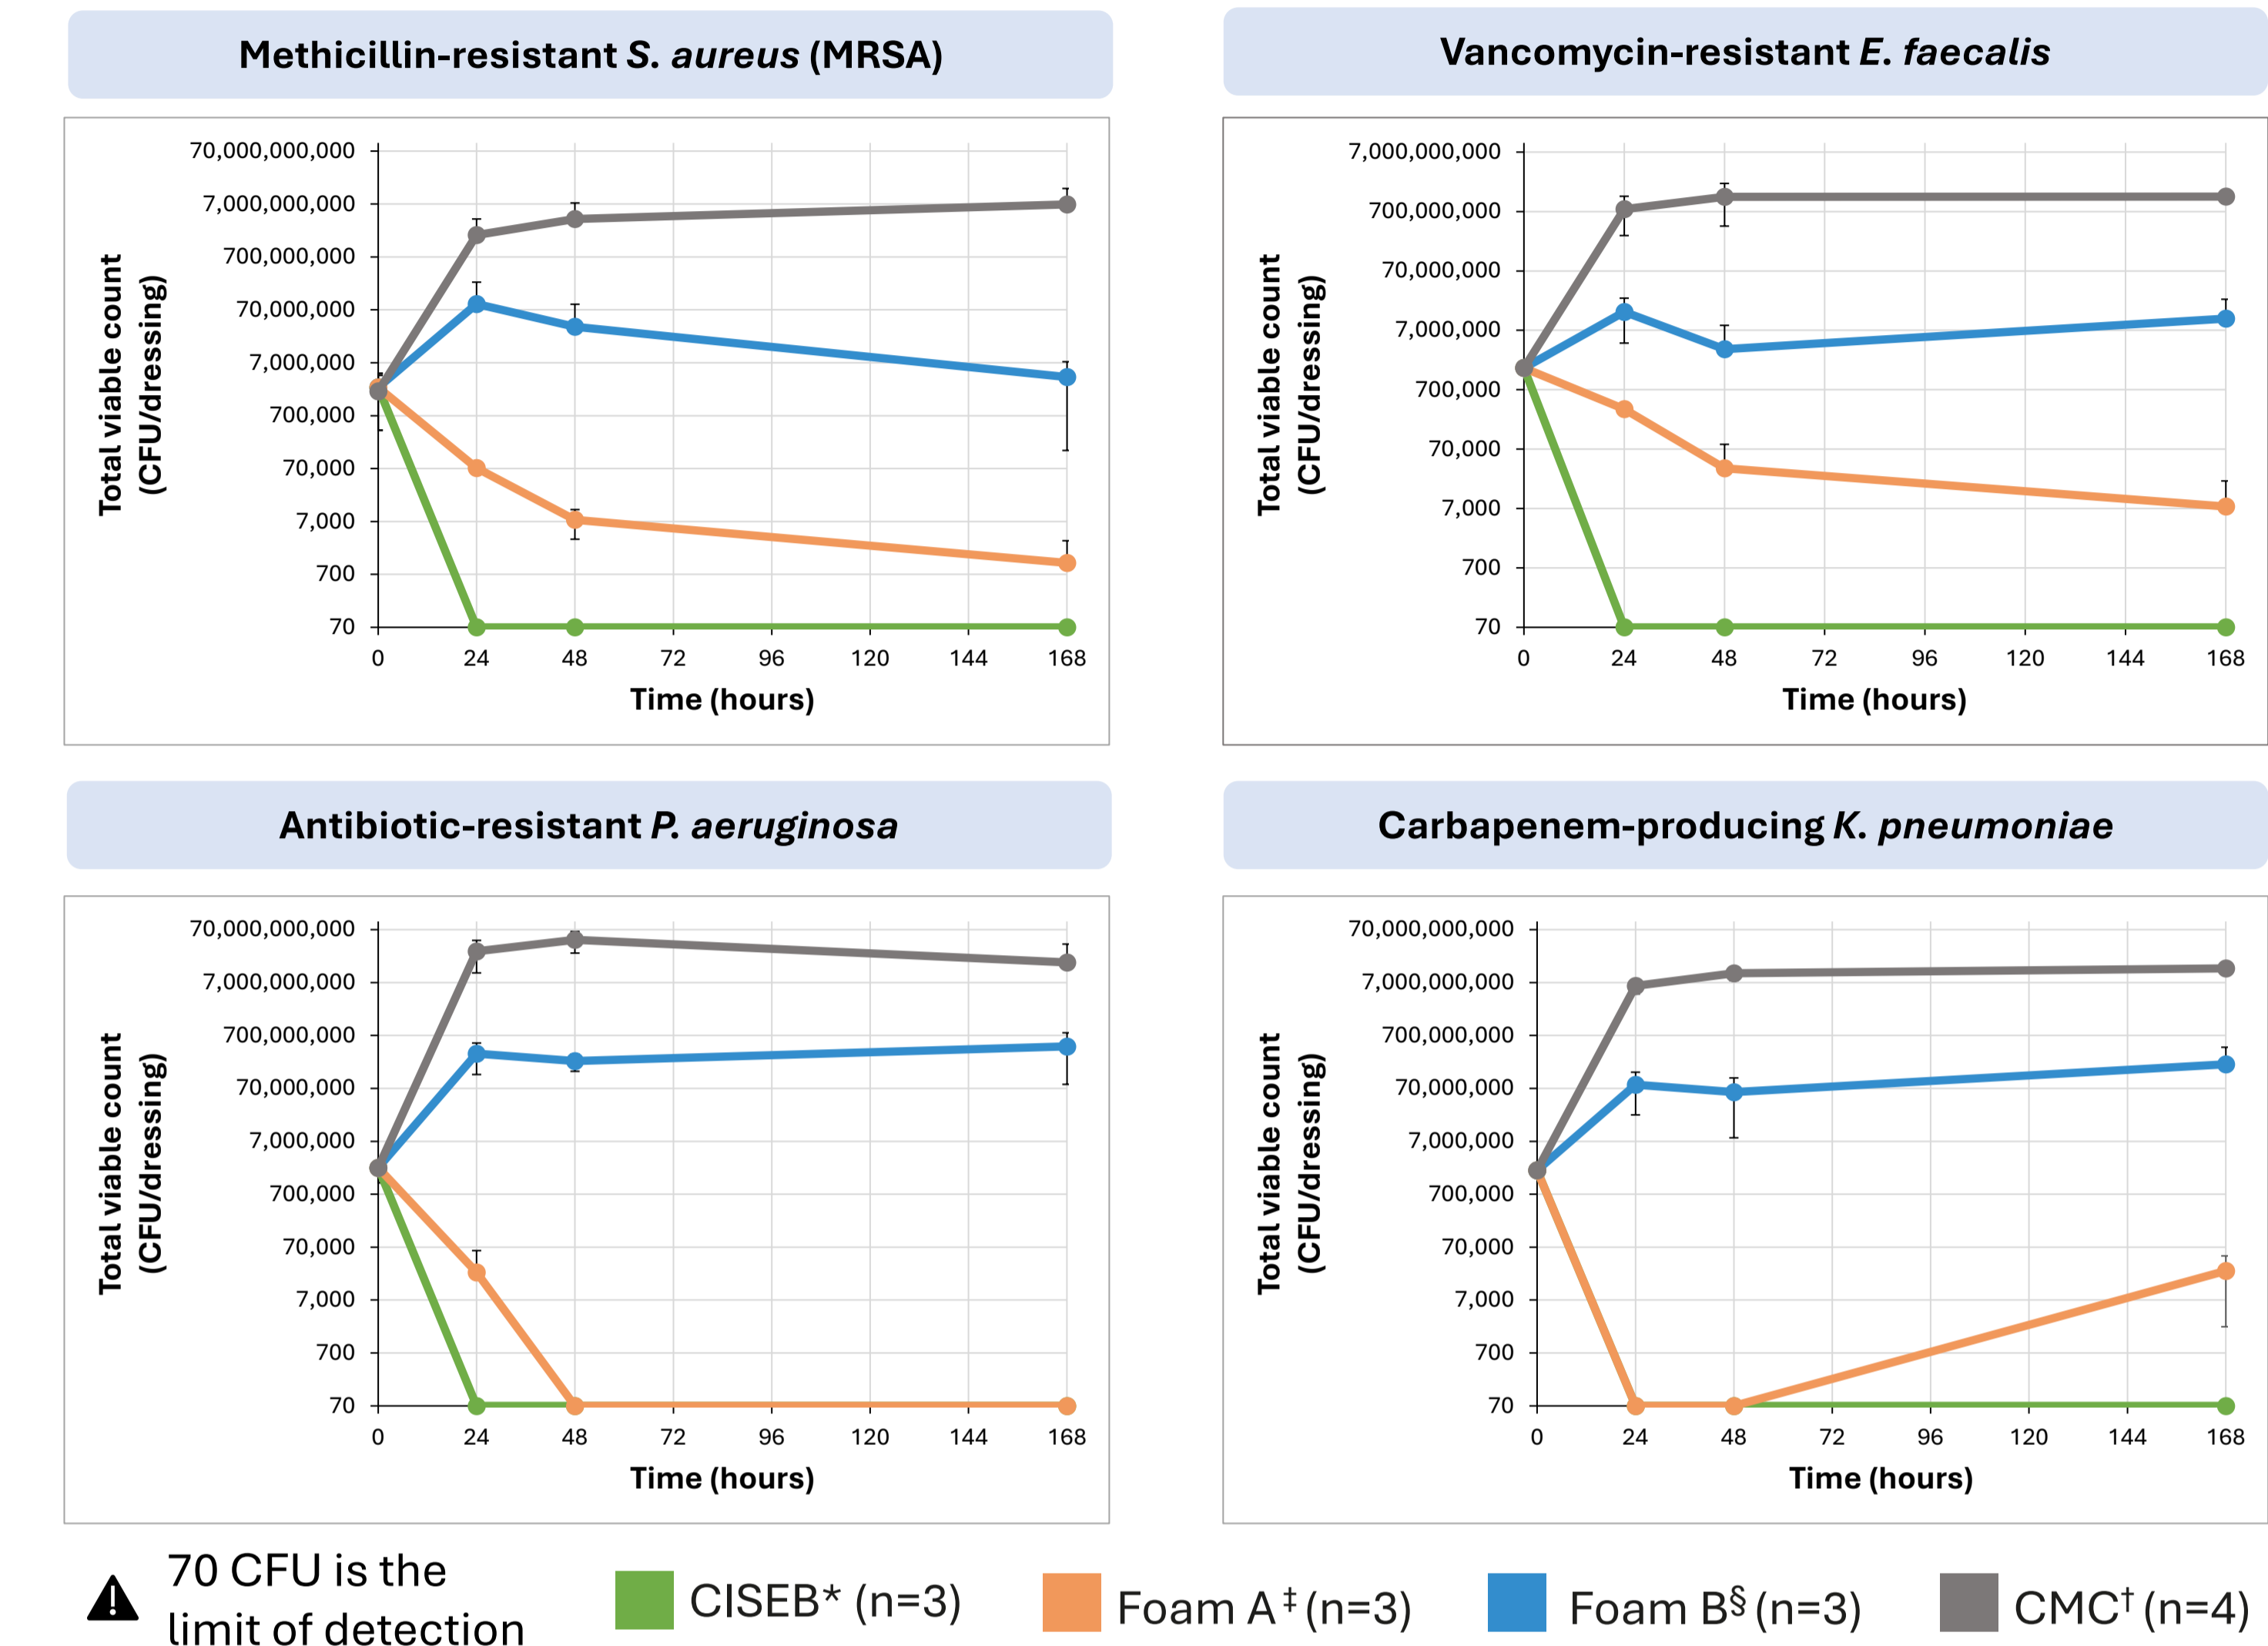 Methicillin-resistant S. aureus (MRSA)
70,000,000,000
7,000,000,000
700,000,000
70,000,000
7,000,000
700,000
70,000
7,000
700
70
Total viable count
(CFU/dressing)
0 24 48 72 96 120 144 168
Time (hours)
Vancomycin-resistant E. faecalis
7,000,000,000
700,000,000
70,000,000
7,000,000
700,000
70,000
7,000
700
70
Total viable count
(CFU/dressing)
0 24 48 72 96 120 144 168
Time (hours)
Antibiotic-resistant P. aeruginosa
70,000,000,000
7,000,000,000
700,000,000
70,000,000
7,000,000
700,000
70,000
7,000
700
70
Total viable count
(CFU/dressing)
0 24 48 72 96 120 144 168
Time (hours)
Carbapenem-producing K. pneumoniae
70,000,000,000
7,000,000,000
700,000,000
70,000,000
7,000,000
700,000
70,000
7,000
700
70
Total viable count
(CFU/dressing)
0 24 48 72 96 120 144 168
Time (hours)
70 CFU is the
limit of detection
CISEB* (n=3)
Foam A‡ (n=3)
Foam B§ (n=3)
CMC† (n=4)